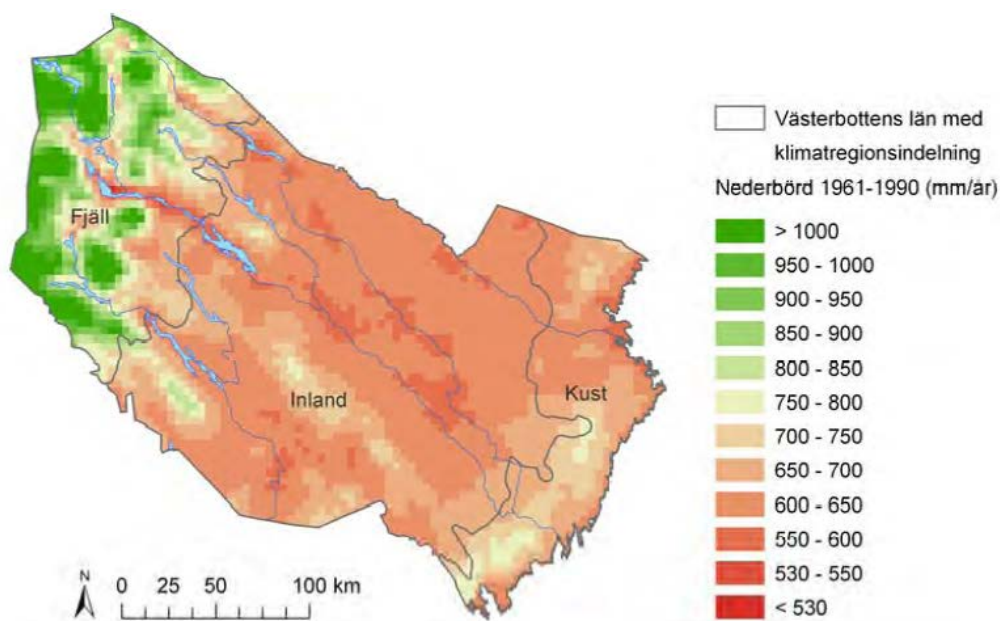 Västerbottens län med
klimatregionsindelning
Nederbörd 1961-1990 (mm/år)
> 1000
950 - 1000
900 - 950
850 - 900
800 - 850
750 - 800
700 - 750
650 - 700
600 - 650
550 - 600
530 - 550
< 530
Fjäll
Inland
Kust
N
0 25 50 100 km